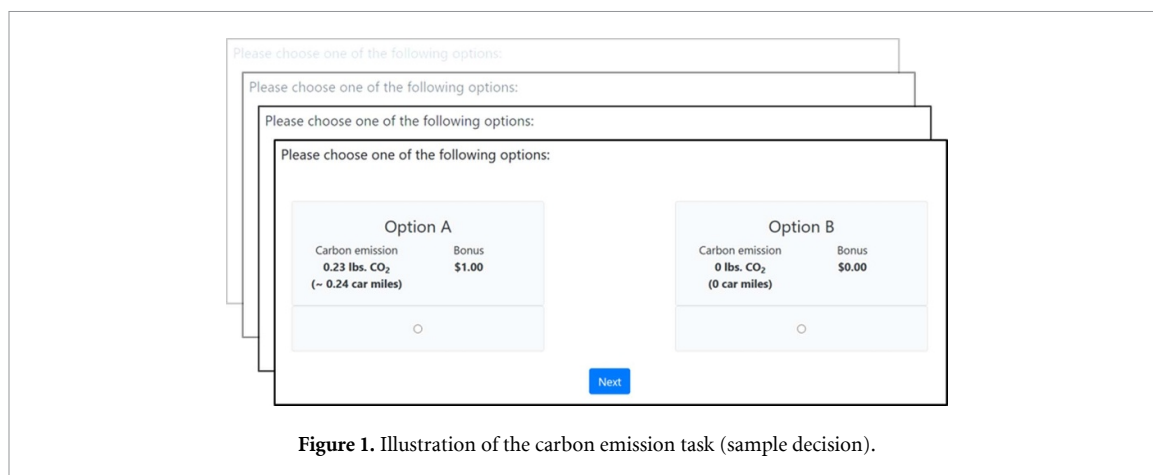 Please choose one of the following options:
Please choose one of the following options:
Please choose one of the following options:
Please choose one of the following options:
Option A
Carbon emission Bonus
0.23 lbs. CO₂ $1.00
(~ 0.24 car miles)
Option B
Carbon emission Bonus
0 lbs. CO₂ $0.00
(0 car miles)
Next
Figure 1. Illustration of the carbon emission task (sample decision).